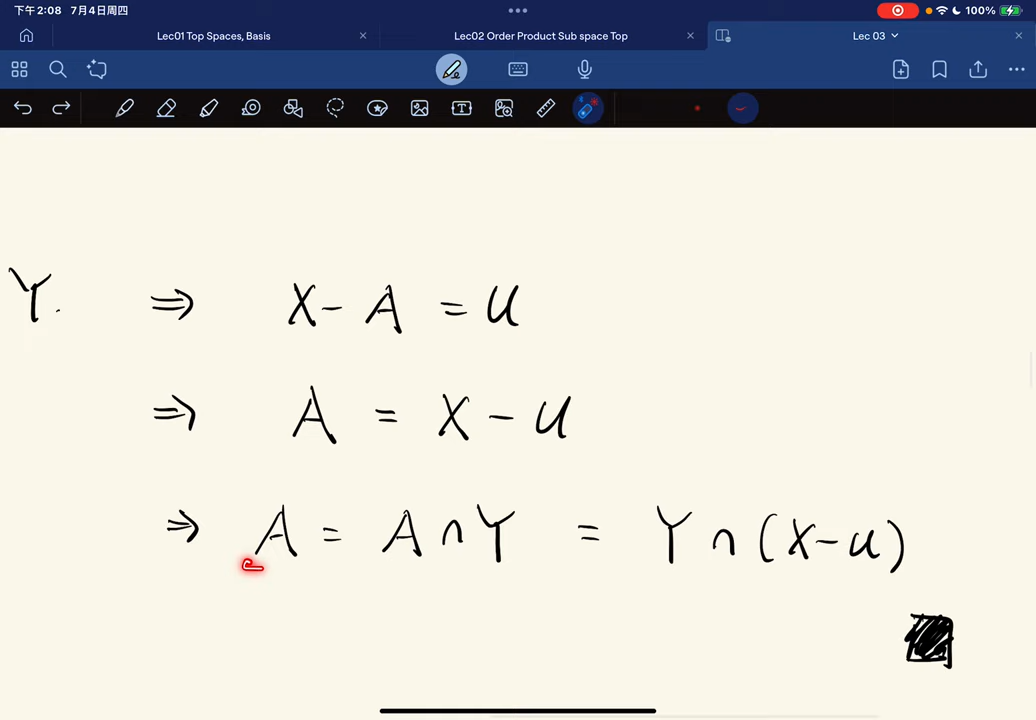 下午2:08 7月4日周四 100%
Lec01 Top Spaces, Basis Lec02 Order Product Sub space Top Lec 03
Y. ⇒ X - A = U
⇒ A = X - U
⇒ A = A ∩ Y = Y ∩ (X - U)